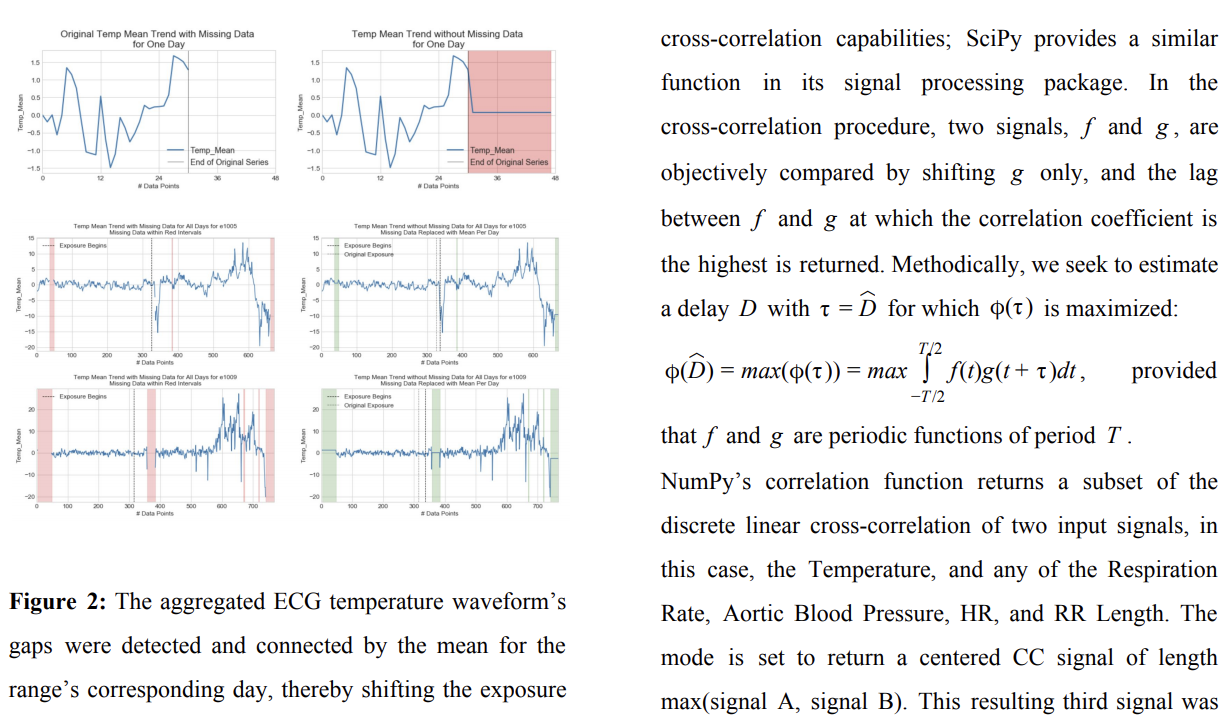 Original Temp Mean Trend with Missing Data
for One Day
1.5
1.0
0.5
0.0
−0.5
−1.0
−1.5
Temp_Mean
Temp_Mean
End of Original Series
0 12 24 36 48
# Data Points
Temp Mean Trend without Missing Data
for One Day
1.5
1.0
0.5
0.0
−0.5
−1.0
−1.5
Temp_Mean
Temp_Mean
End of Original Series
0 12 24 36 48
# Data Points
Temp Mean Trend with Missing Data for All Days for e1005
Missing Data within Red Intervals
15
10
5
0
−5
−10
−15
−20
Temp_Mean
Exposure Begins
0 100 200 300 400 500 600
# Data Points
Temp Mean Trend without Missing Data for All Days for e1005
Missing Data Replaced with Mean Per Day
15
10
5
0
−5
−10
−15
−20
Temp_Mean
Exposure Begins
Original Exposure
0 100 200 300 400 500 600
# Data Points
Temp Mean Trend with Missing Data for All Days for e1009
Missing Data within Red Intervals
20
10
0
−10
−20
Temp_Mean
Exposure Begins
0 100 200 300 400 500 600 700
# Data Points
Temp Mean Trend without Missing Data for All Days for e1009
Missing Data Replaced with Mean Per Day
20
10
0
−10
−20
Temp_Mean
Exposure Begins
Original Exposure
0 100 200 300 400 500 600 700
# Data Points
Figure 2: The aggregated ECG temperature waveform’s
gaps were detected and connected by the mean for the
range’s corresponding day, thereby shifting the exposure
cross-correlation capabilities; SciPy provides a similar
function in its signal processing package. In the
cross-correlation procedure, two signals, f and g, are
objectively compared by shifting g only, and the lag
between f and g at which the correlation coefficient is
the highest is returned. Methodically, we seek to estimate
a delay D with τ = D̂ for which ϕ(τ) is maximized:
ϕ(D̂) = max(ϕ(τ)) = max ∫_{−T/2}^{T/2} f(t)g(t + τ)dt, provided
that f and g are periodic functions of period T.
NumPy’s correlation function returns a subset of the
discrete linear cross-correlation of two input signals, in
this case, the Temperature, and any of the Respiration
Rate, Aortic Blood Pressure, HR, and RR Length. The
mode is set to return a centered CC signal of length
max(signal A, signal B). This resulting third signal was